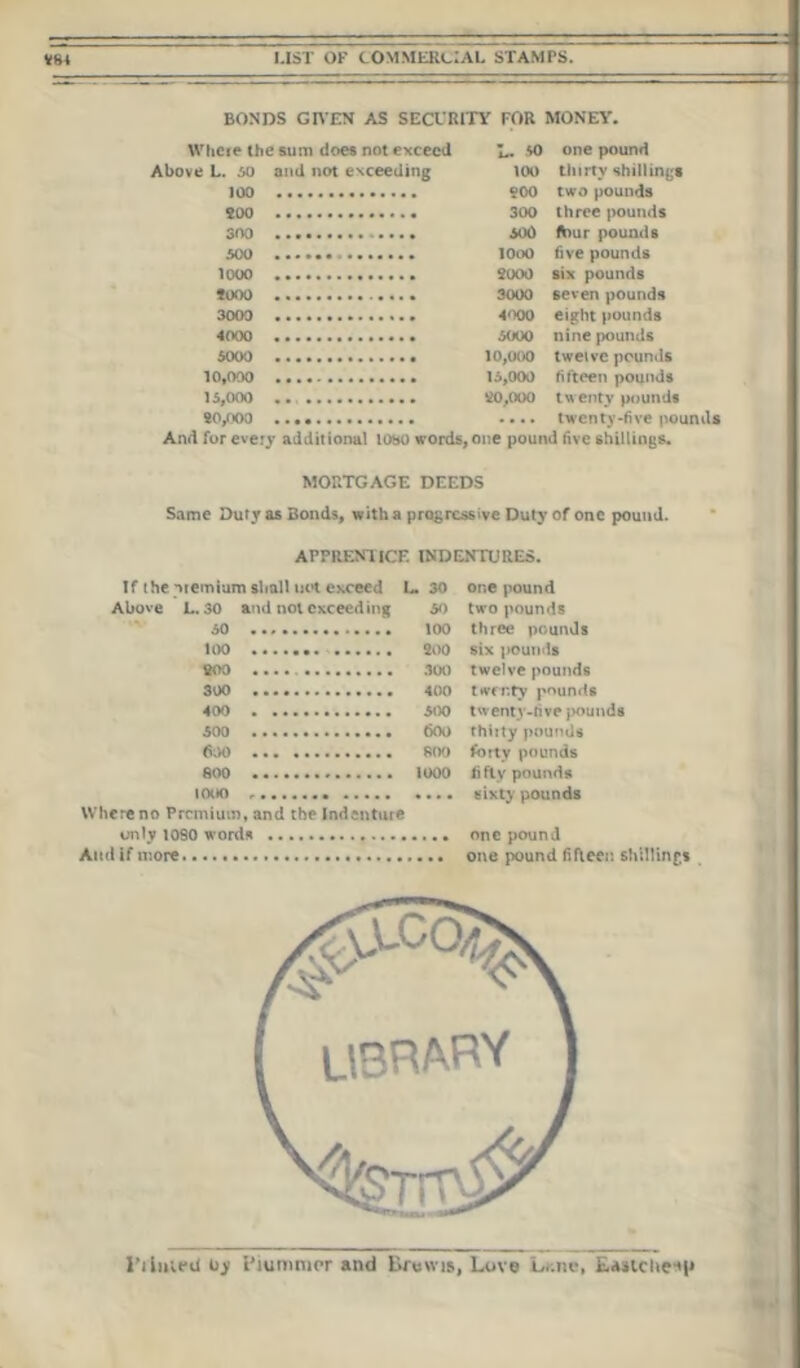 284 LIST OF COMMERCIAL STAMPS.
BONDS GIVEN AS SECURITY FOR MONEY.
Where the sum does not exceed L. 50 one pound
Above L. 50 and not exceeding 100 thirty shillings
100 .............. 200 two pounds
200 .............. 300 three pounds
300 .............. 500 four pounds
500 .............. 1000 five pounds
1000 .............. 2000 six pounds
2000 .............. 3000 seven pounds
3000 .............. 4000 eight pounds
4000 .............. 5000 nine pounds
5000 .............. 10,000 twelve pounds
10,000 .............. 15,000 fifteen pounds
15,000 .............. 20,000 twenty pounds
20,000 .............. .... twenty-five pounds
And for every additional 1080 words, one pound five shillings.
MORTGAGE DEEDS
Same Duty as Bonds, with a progressive Duty of one pound.
APPRENTICE INDENTURES.
If the premium shall not exceed L. 30 one pound
Above L. 30 and not exceeding 50 two pounds
50 .............. 100 three pounds
100 .............. 200 six pounds
200 .............. 300 twelve pounds
300 .............. 400 twenty pounds
400 .............. 500 twenty-five pounds
500 .............. 600 thirty pounds
600 .............. 800 forty pounds
800 .............. 1000 fifty pounds
1000 .............. .... sixty pounds
Where no Premium, and the Indenture
only 1080 words .................... one pound
And if more.......................... one pound fifteen shillings
WELLCOME
LIBRARY
INSTITUTE
Printed by Plummer and Brewis, Love Lane, Eastcheap